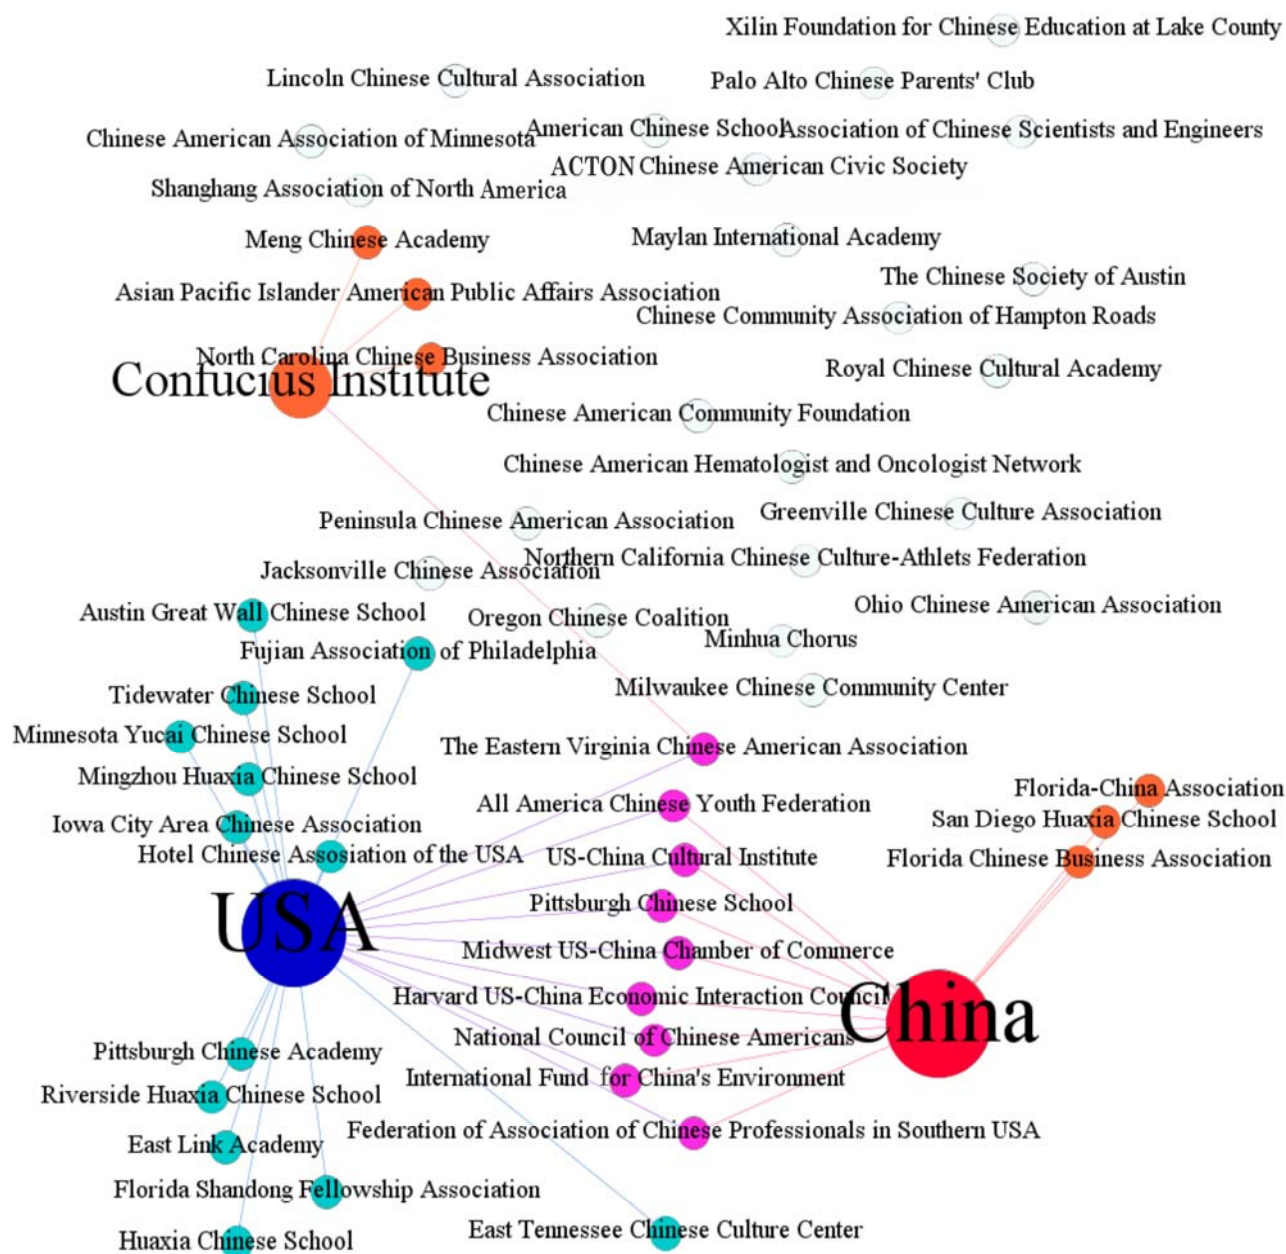 Xilin Foundation for Chinese Education at Lake County
Lincoln Chinese Cultural Association
Palo Alto Chinese Parents' Club
Chinese American Association of Minnesota
American Chinese School
Association of Chinese Scientists and Engineers
ACTON Chinese American Civic Society
Shanghang Association of North America
Meng Chinese Academy
Maylan International Academy
The Chinese Society of Austin
Asian Pacific Islander American Public Affairs Association
Chinese Community Association of Hampton Roads
North Carolina Chinese Business Association
Confucius Institute
Royal Chinese Cultural Academy
Chinese American Community Foundation
Chinese American Hematologist and Oncologist Network
Peninsula Chinese American Association
Greenville Chinese Culture Association
Northern California Chinese Culture-Athlets Federation
Jacksonville Chinese Association
Austin Great Wall Chinese School
Oregon Chinese Coalition
Ohio Chinese American Association
Minhua Chorus
Fujian Association of Philadelphia
Tidewater Chinese School
Milwaukee Chinese Community Center
Minnesota Yucai Chinese School
The Eastern Virginia Chinese American Association
Mingzhou Huaxia Chinese School
Florida-China Association
All America Chinese Youth Federation
San Diego Huaxia Chinese School
Iowa City Area Chinese Association
Hotel Chinese Assosiation of the USA
US-China Cultural Institute
Florida Chinese Business Association
Pittsburgh Chinese School
USA
Midwest US-China Chamber of Commerce
Harvard US-China Economic Interaction Council
China
National Council of Chinese Americans
Pittsburgh Chinese Academy
International Fund for China's Environment
Riverside Huaxia Chinese School
Federation of Association of Chinese Professionals in Southern USA
East Link Academy
Florida Shandong Fellowship Association
East Tennessee Chinese Culture Center
Huaxia Chinese School